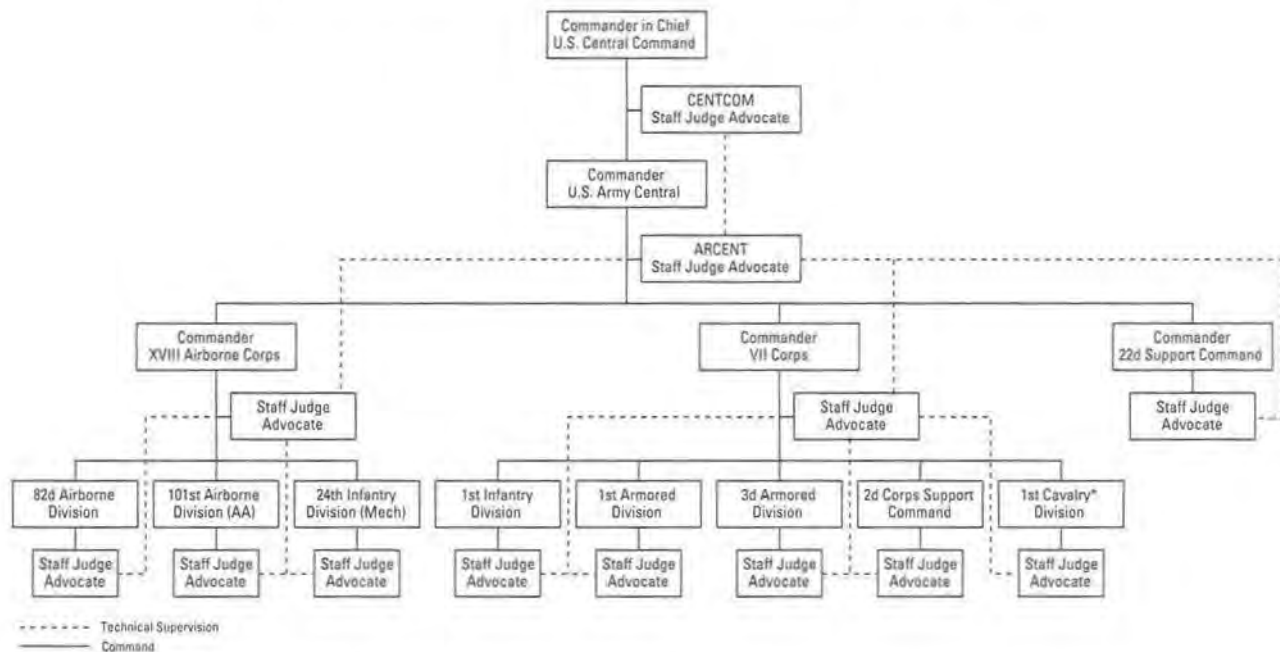 Commander in Chief
U.S. Central Command
CENTCOM
Staff Judge Advocate
Commander
U.S. Army Central
ARCENT
Staff Judge Advocate
Commander
XVIII Airborne Corps
Commander
VII Corps
Commander
22d Support Command
Staff Judge
Advocate
Staff Judge
Advocate
Staff Judge
Advocate
82d Airborne
Division
101st Airborne
Division (AA)
24th Infantry
Division (Mech)
1st Infantry
Division
1st Armored
Division
3d Armored
Division
2d Corps Support
Command
1st Cavalry*
Division
Staff Judge
Advocate
Staff Judge
Advocate
Staff Judge
Advocate
Staff Judge
Advocate
Staff Judge
Advocate
Staff Judge
Advocate
Staff Judge
Advocate
Staff Judge
Advocate
Technical Supervision
Command